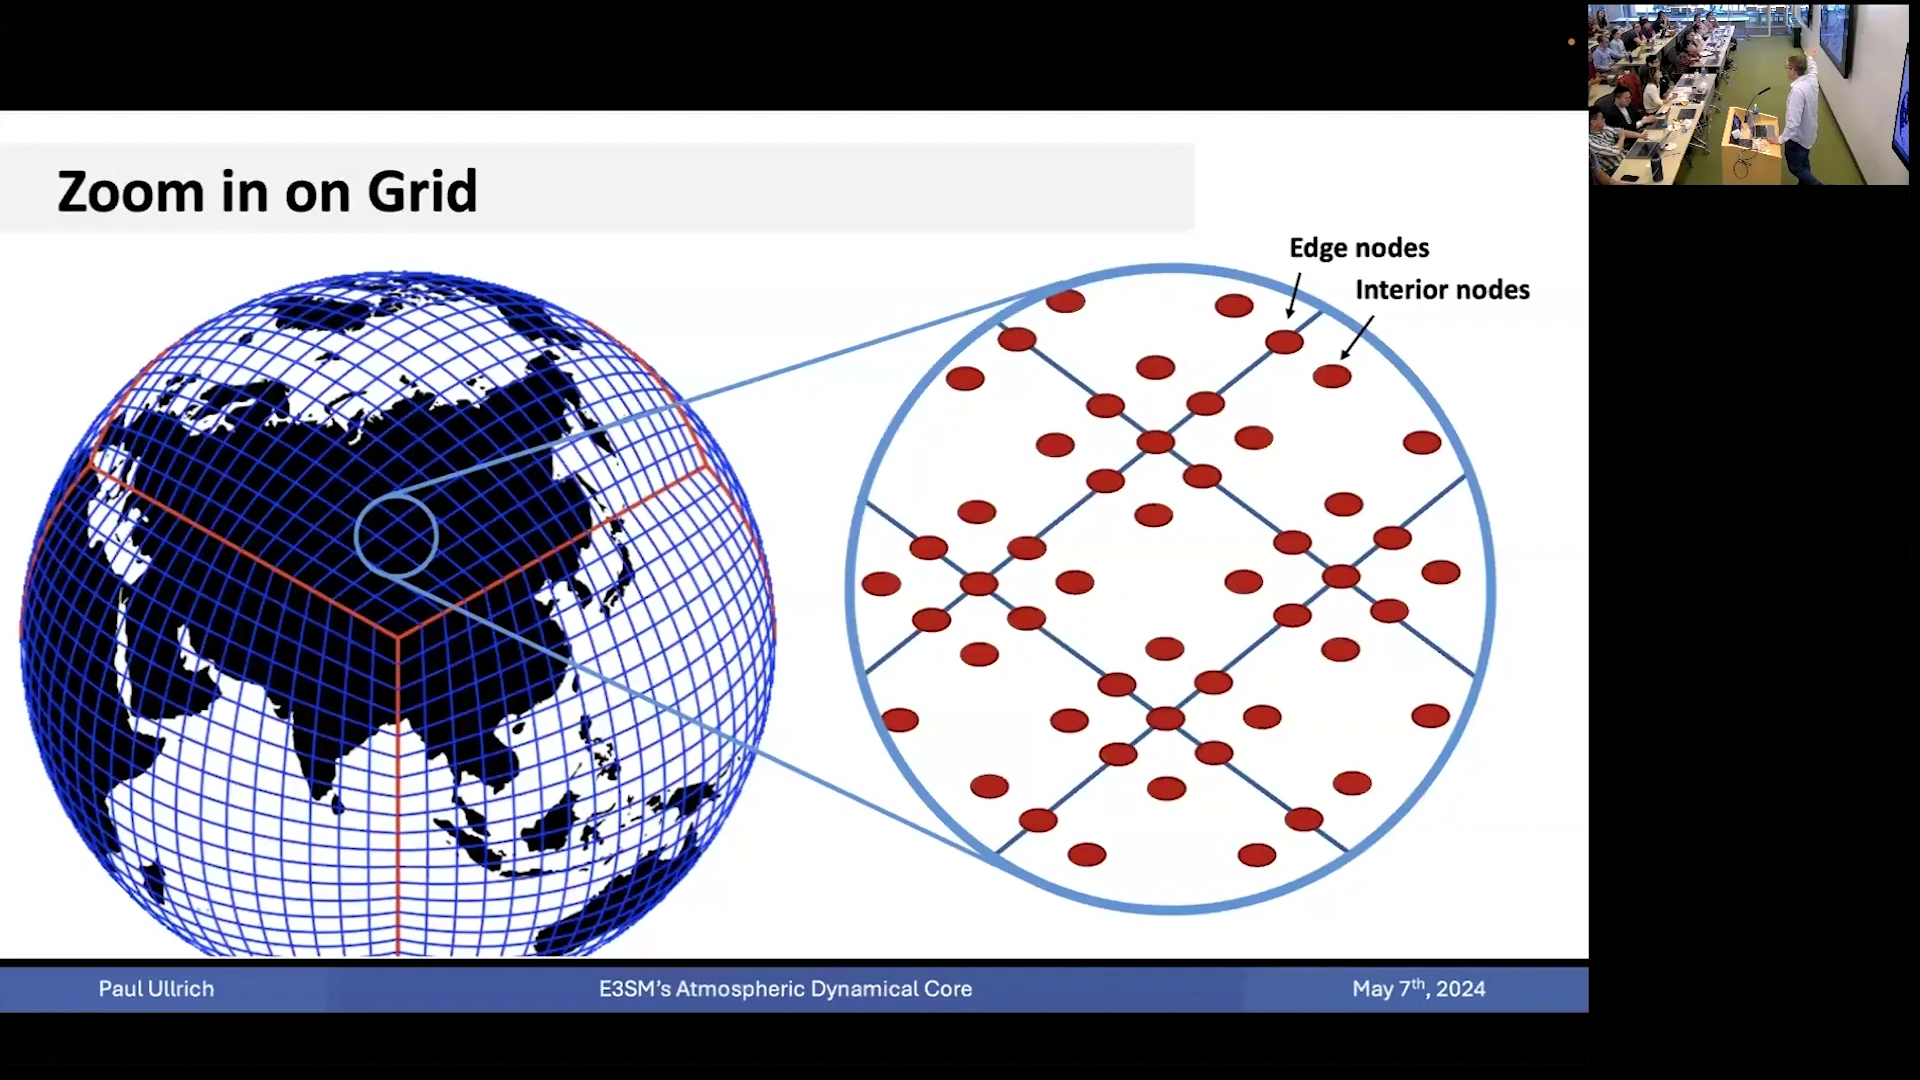 Zoom in on Grid
Edge nodes
Interior nodes
Paul Ullrich
E3SM’s Atmospheric Dynamical Core
May 7th, 2024